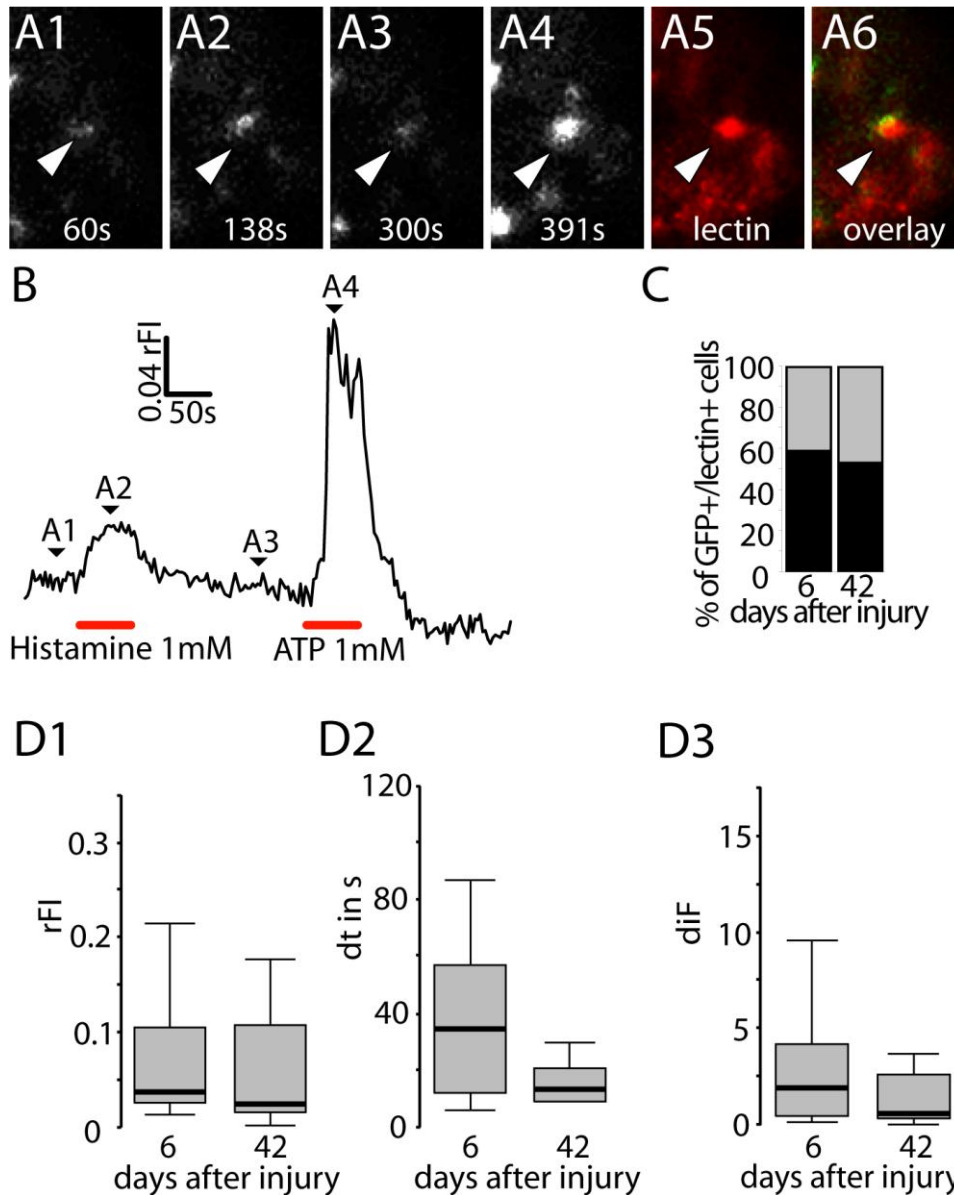 A1 A2 A3 A4 A5 A6
60s 138s 300s 391s lectin overlay
B
A4
0.04 rFI
50s
A2
A1
A3
Histamine 1mM ATP 1mM
C
% of GFP+/lectin+ cells
100
80
60
40
20
0
6 42
days after injury
D1
rFI
0.3
0.2
0.1
0
6 42
days after injury
D2
dt in s
120
80
40
0
6 42
days after injury
D3
diF
15
10
5
0
6 42
days after injury